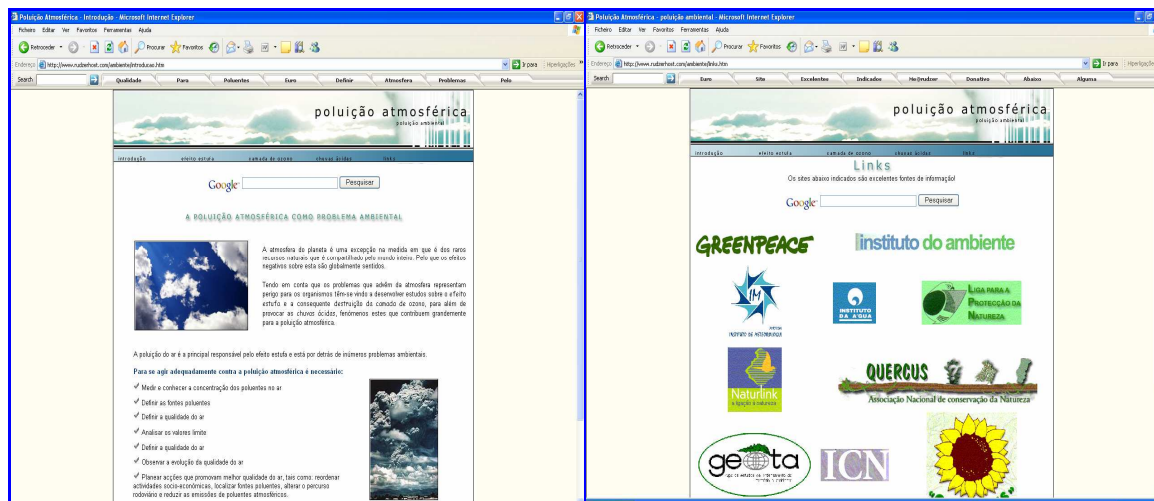 Poluição Atmosférica - Introdução - Microsoft Internet Explorer
Ficheiro Editar Ver Favoritos Ferramentas Ajuda
Retroceder Procurar Favoritos
Endereço http://www.rudzerhost.com/ambiente/introducao.htm Ir para Hiperligações »
Search Qualidade Para Poluentes Euro Definir Atmosfera Problemas Pelo
poluição atmosférica
poluição ambiental
introdução efeito estufa camada de ozono chuvas ácidas links
Google Pesquisar
A POLUIÇÃO ATMOSFÉRICA COMO PROBLEMA AMBIENTAL
A atmosfera do planeta é uma excepção na medida em que é dos raros
recursos naturais que é compartilhado pelo mundo inteiro. Pelo que os efeitos
negativos sobre esta são globalmente sentidos.
Tendo em conta que os problemas que advêm da atmosfera representam
perigo para os organismos têm-se vindo a desenvolver estudos sobre o efeito
estufa e a consequente destruição da camada de ozono, para além de
provocar as chuvas ácidas, fenómenos estes que contribuem grandemente
para a poluição atmosférica.
A poluição do ar é a principal responsável pelo efeito estufa e está por detrás de inúmeros problemas ambientais.
Para se agir adequadamente contra a poluição atmosférica é necessário:
Medir e conhecer a concentração dos poluentes no ar
Definir as fontes poluentes
Definir a qualidade do ar
Analisar os valores limite
Definir a qualidade do ar
Observar a evolução da qualidade do ar
Planear acções que promovam melhor qualidade do ar, tais como: reordenar
actividades socio-económicas, localizar fontes poluentes, alterar o percurso
rodoviário e reduzir as emissões de poluentes atmosféricos.
Poluição Atmosférica - poluição ambiental - Microsoft Internet Explorer
Ficheiro Editar Ver Favoritos Ferramentas Ajuda
Retroceder Procurar Favoritos
Endereço http://www.rudzerhost.com/ambiente/links.htm Ir para Hiperligações
Search Euro Site Excelentes Indicados He@rudzer Donativo Abaixo Alguma
poluição atmosférica
poluição ambiental
introdução efeito estufa camada de ozono chuvas ácidas links
Links
Os sites abaixo indicados são excelentes fontes de informação!
Google Pesquisar
GREENPEACE instituto do ambiente
IM
INSTITUTO DE METEOROLOGIA
INSTITUTO
DA ÁGUA
LIGA PARA A
PROTECÇÃO DA
NATUREZA
Naturlink
a ligação à natureza
QUERCUS
Associação Nacional de conservação da Natureza
geota
ICN